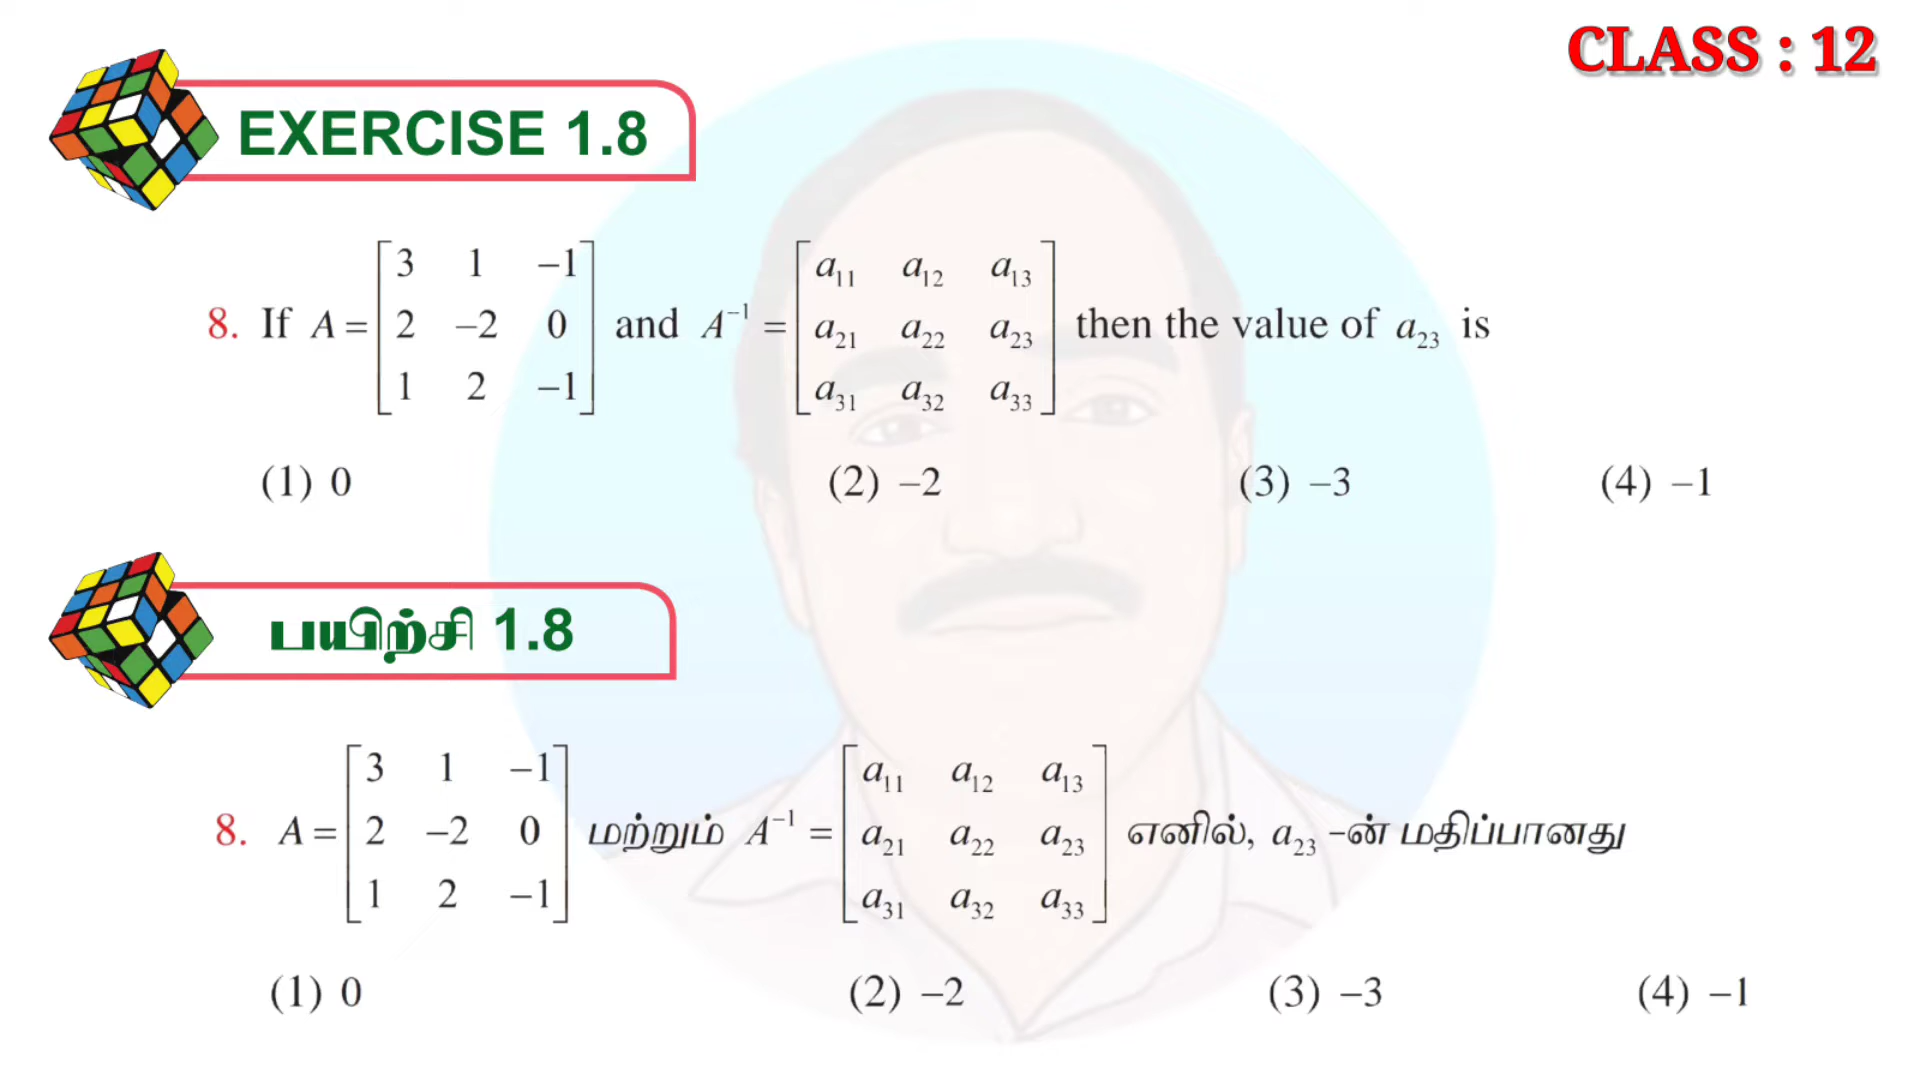 CLASS : 12
EXERCISE 1.8
8. If A = [3 1 –1; 2 –2 0; 1 2 –1] and A⁻¹ = [a₁₁ a₁₂ a₁₃; a₂₁ a₂₂ a₂₃; a₃₁ a₃₂ a₃₃] then the value of a₂₃ is
(1) 0 (2) –2 (3) –3 (4) –1
பயிற்சி 1.8
8. A = [3 1 –1; 2 –2 0; 1 2 –1] மற்றும் A⁻¹ = [a₁₁ a₁₂ a₁₃; a₂₁ a₂₂ a₂₃; a₃₁ a₃₂ a₃₃] எனில், a₂₃ –ன் மதிப்பானது
(1) 0 (2) –2 (3) –3 (4) –1